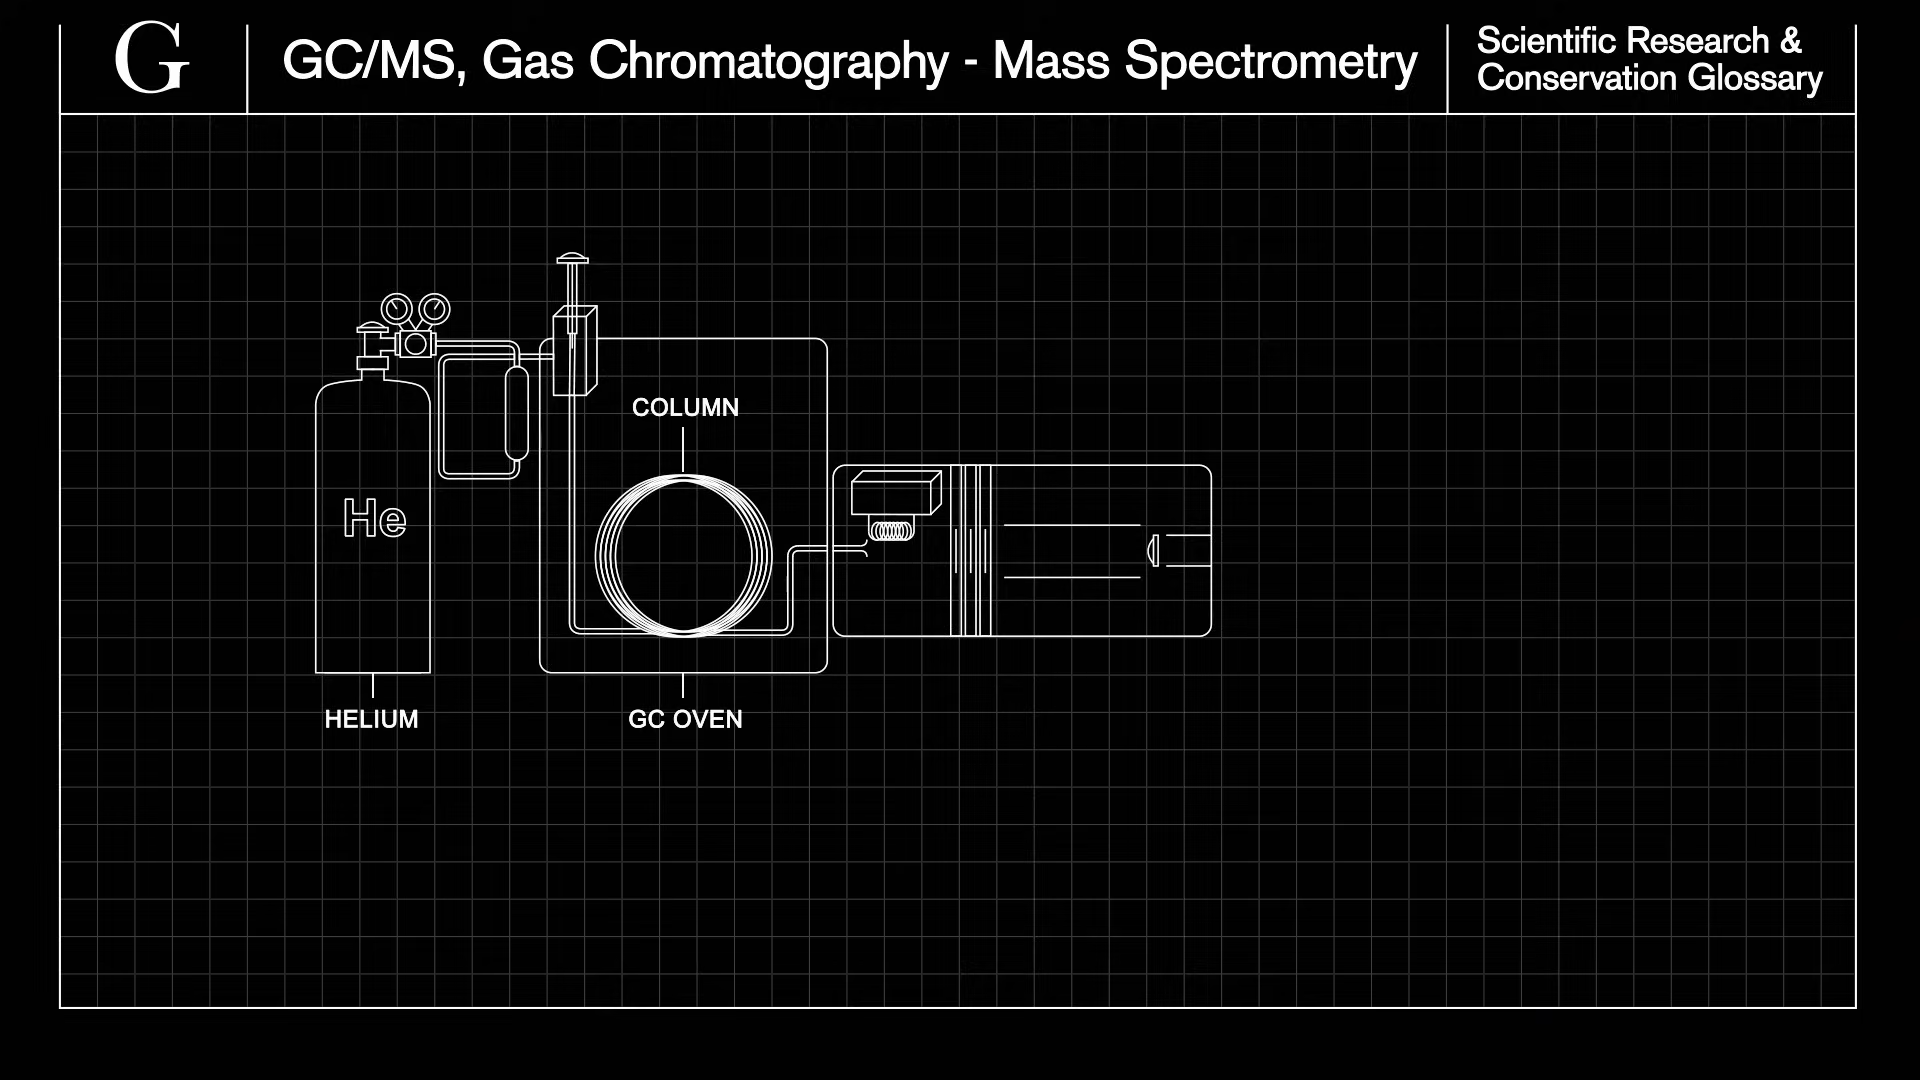 G
GC/MS, Gas Chromatography - Mass Spectrometry
Scientific Research &
Conservation Glossary
COLUMN
He
HELIUM
GC OVEN